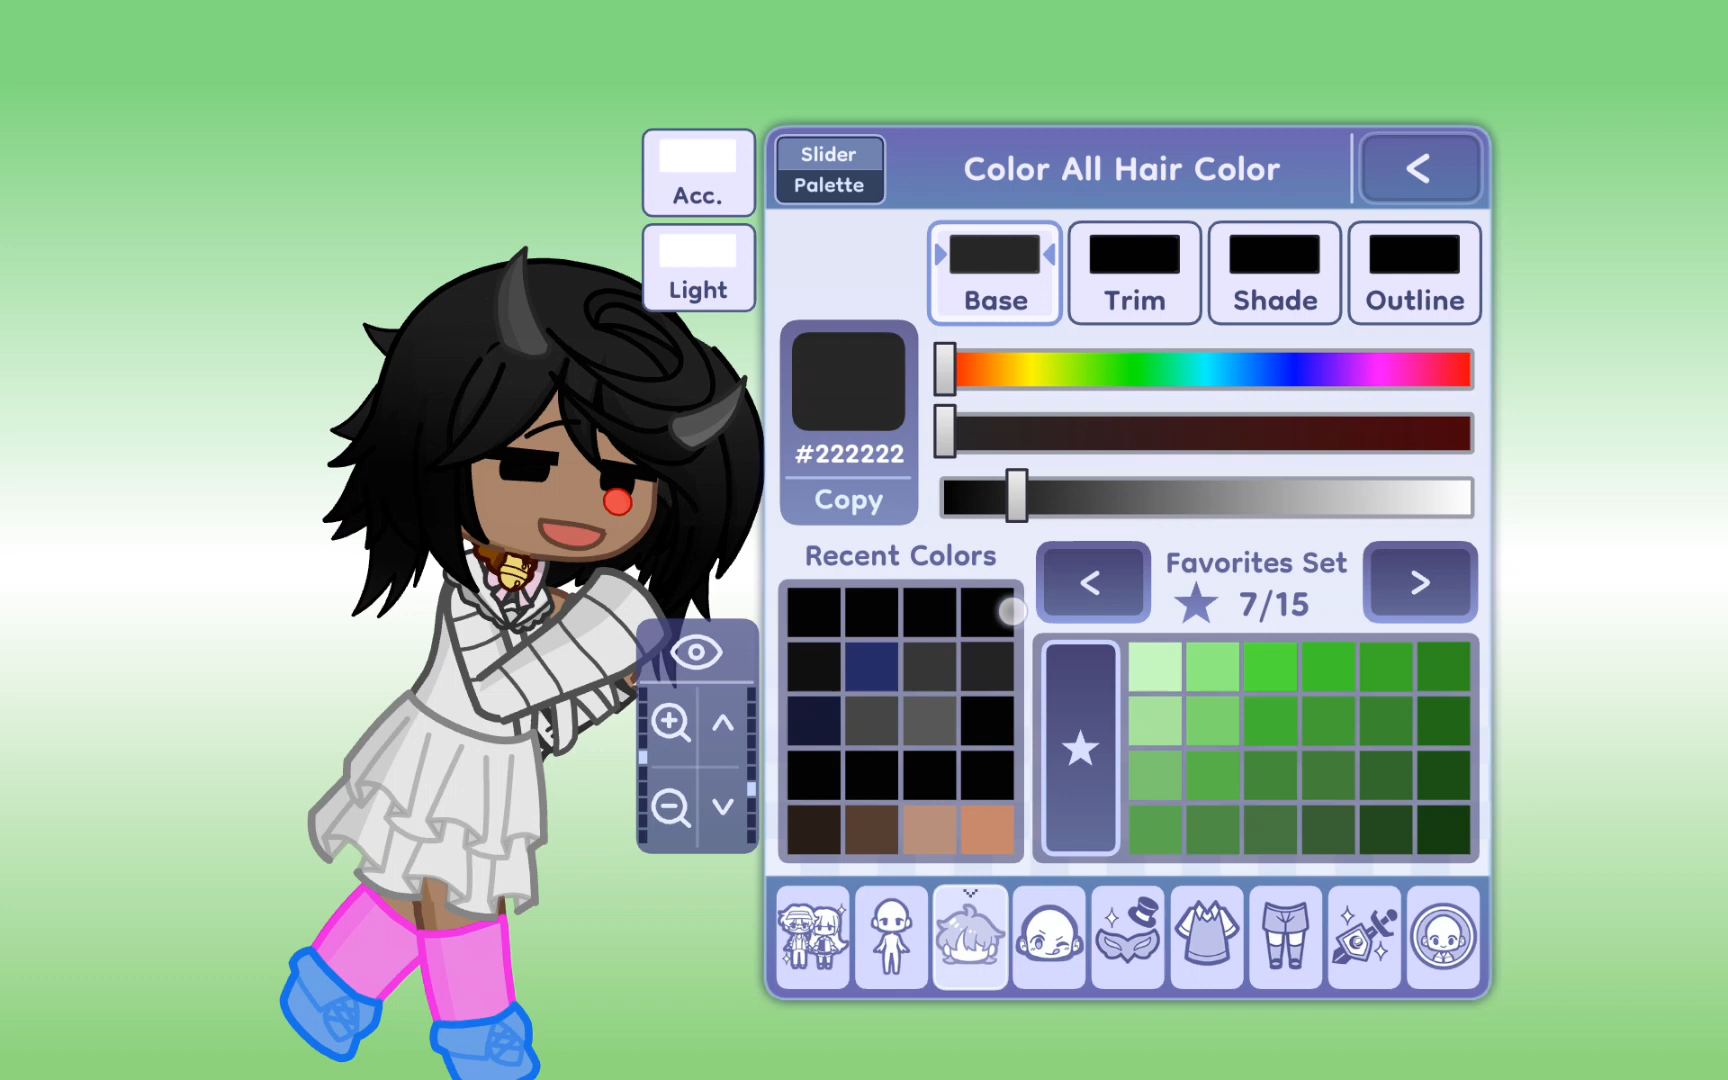 Slider
Palette
Color All Hair Color
<
Acc.
Light
Base
Trim
Shade
Outline
#222222
Copy
Recent Colors
<
Favorites Set
7/15
>